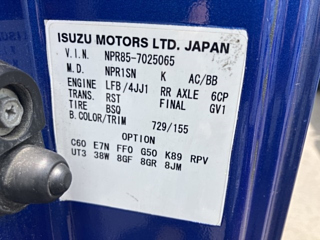 ISUZU MOTORS LTD. JAPAN
V.I.N. NPR85-7025065
M.D. NPR1SN K AC/BB
ENGINE LFB/4JJ1 RR AXLE 6CP
TRANS. RST FINAL GV1
TIRE BSQ
B.COLOR/TRIM 729/155
OPTION
C60 E7N FF0 G50 K89 RPV
UT3 38W 8GF 8GR 8JM